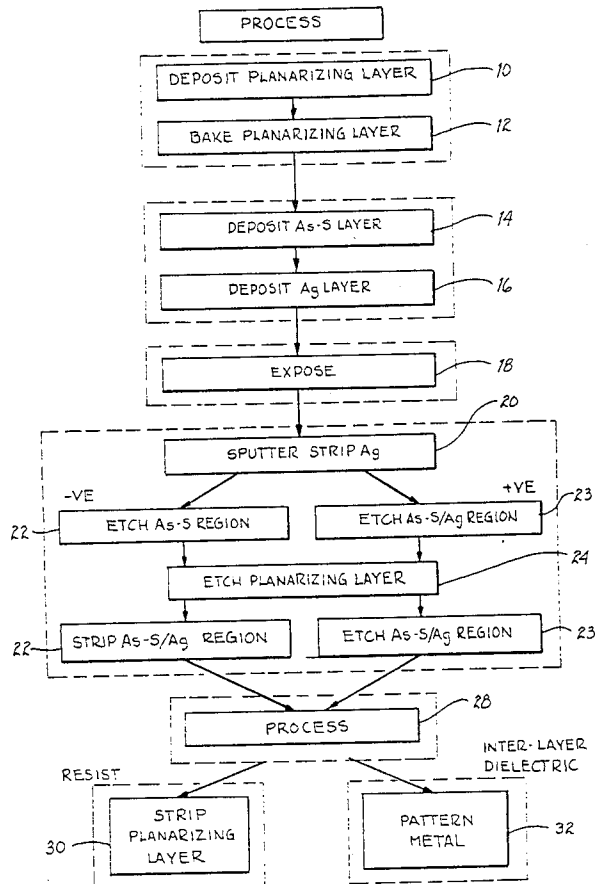 PROCESS
DEPOSIT PLANARIZING LAYER
10
BAKE PLANARIZING LAYER
12
DEPOSIT As-S LAYER
14
DEPOSIT Ag LAYER
16
EXPOSE
18
20
SPUTTER STRIP Ag
-VE
+VE
22
ETCH As-S REGION
ETCH As-S/Ag REGION
23
ETCH PLANARIZING LAYER
24
22
STRIP As-S/Ag REGION
ETCH As-S/Ag REGION
23
PROCESS
28
RESIST
INTER-LAYER
DIELECTRIC
30
STRIP
PLANARIZING
LAYER
PATTERN
METAL
32